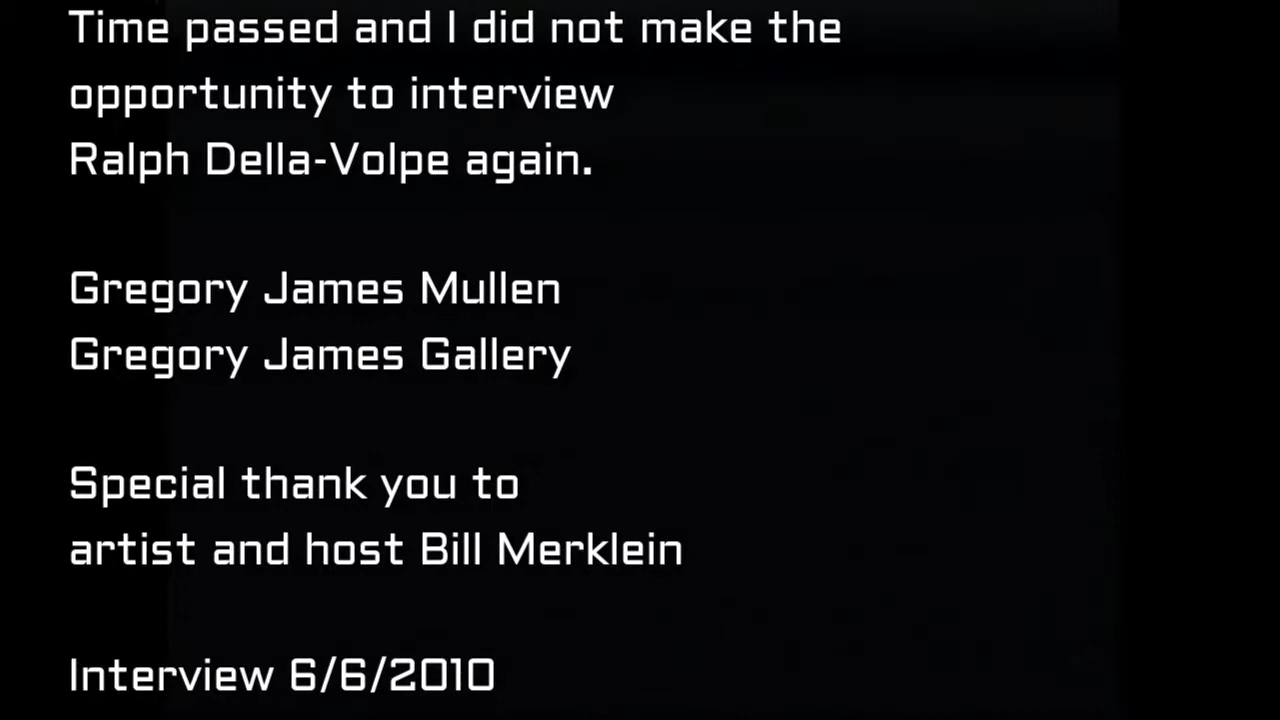 Time passed and I did not make the
opportunity to interview
Ralph Della-Volpe again.
Gregory James Mullen
Gregory James Gallery
Special thank you to
artist and host Bill Merklein
Interview 6/6/2010